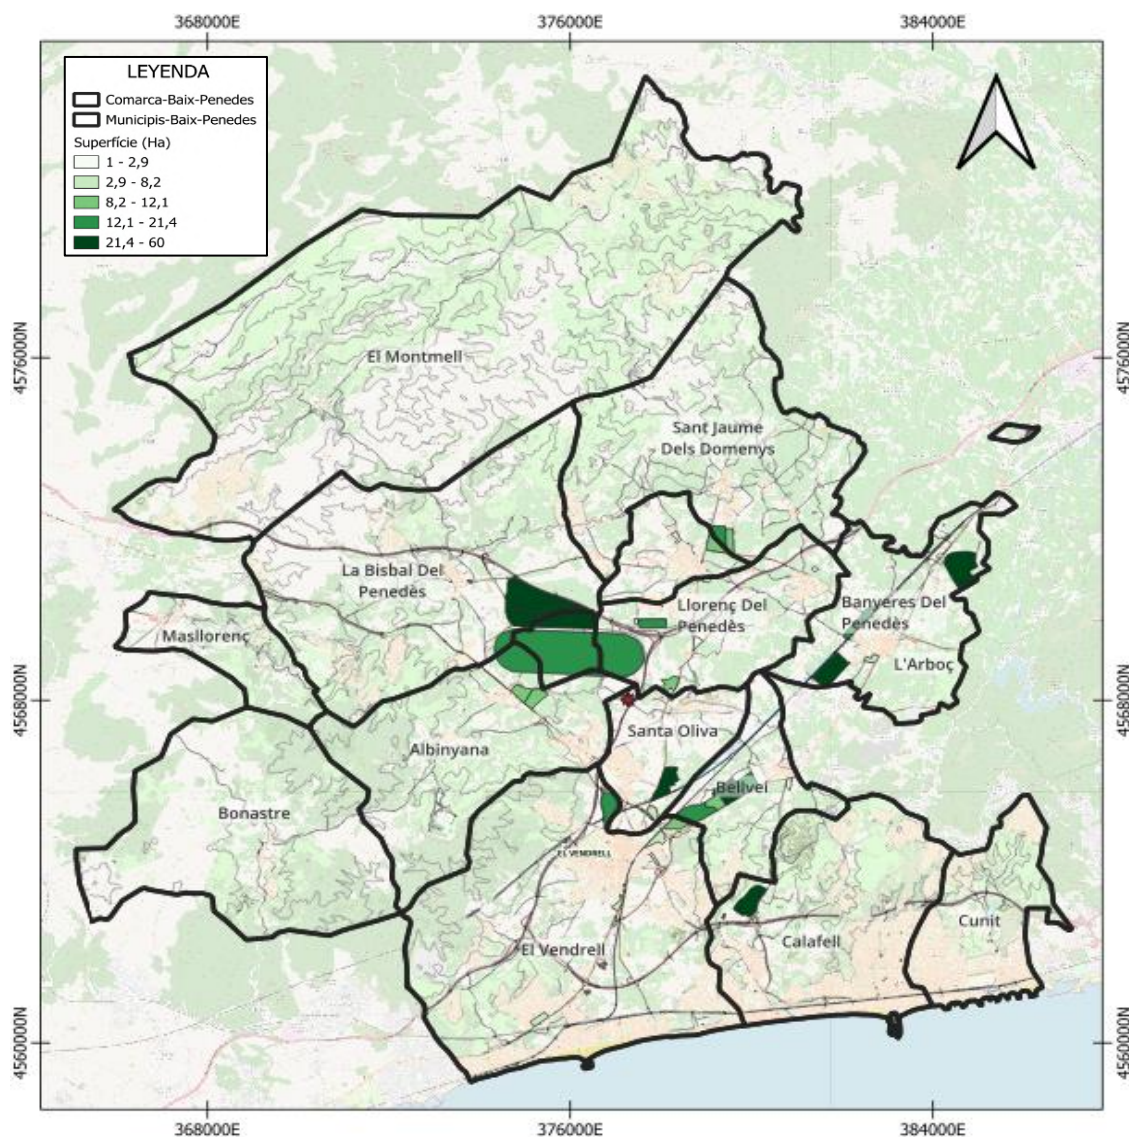 368000E
376000E
384000E
LEYENDA
Comarca-Baix-Penedes
Municipis-Baix-Penedes
Superfície (Ha)
1 - 2,9
2,9 - 8,2
8,2 - 12,1
12,1 - 21,4
21,4 - 60
4576000N
4576000N
El Montmell
Sant Jaume
Dels Domenys
La Bisbal Del
Penedès
Llorenç Del
Penedès
Banyeres Del
Penedès
Masllorenç
L'Arboç
4568000N
4568000N
Santa Oliva
Albinyana
Bellvei
Bonastre
EL VENDRELL
El Vendrell
Calafell
Cunit
4560000N
4560000N
368000E
376000E
384000E